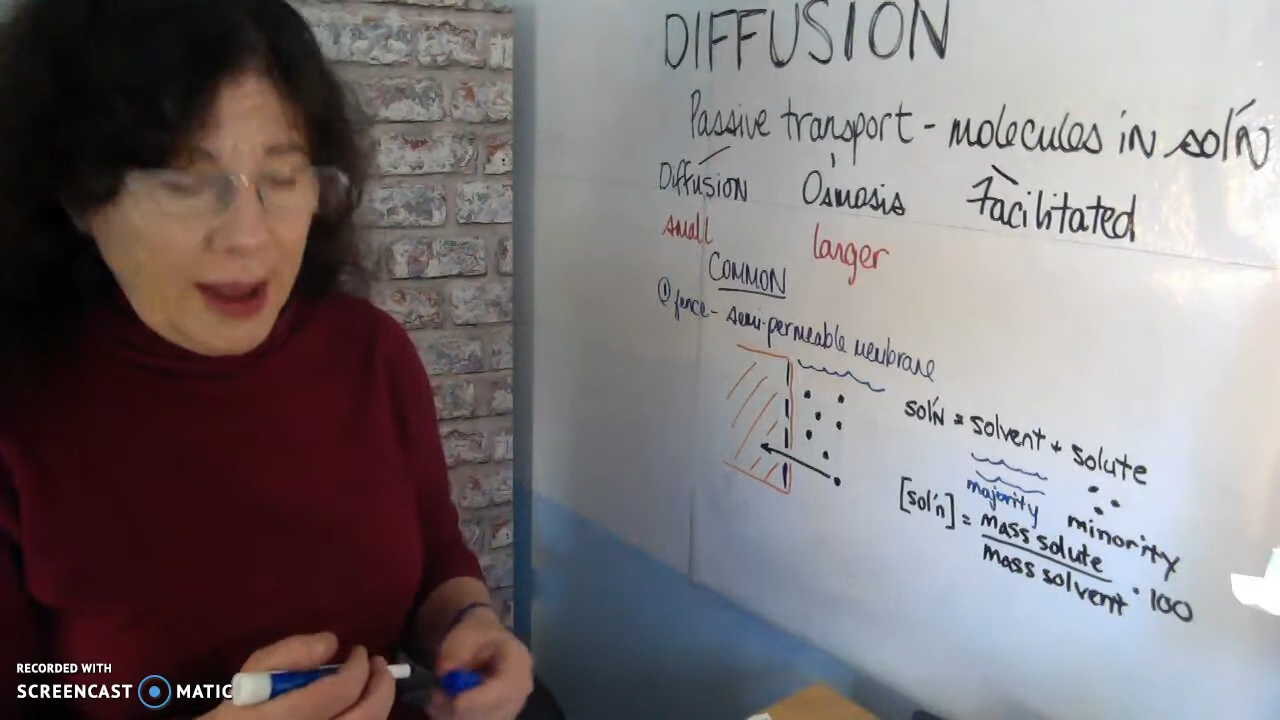 DIFFUSION
Passive transport - molecules in sol'n
Diffusion Osmosis Facilitated
small larger
COMMON
① fence - semi-permeable membrane
sol'n = solvent + solute
majority minority
[sol'n] = mass solute
mass solvent · 100
RECORDED WITH
SCREENCAST MATIC